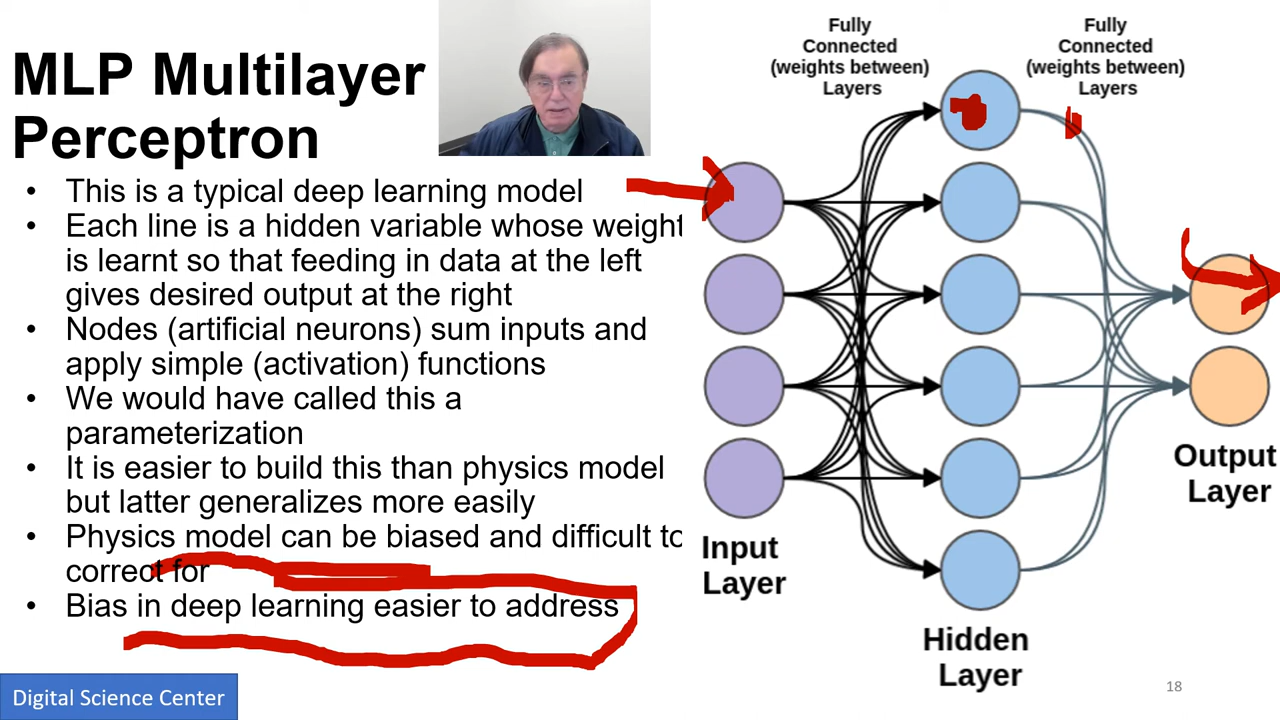 MLP Multilayer
Perceptron
• This is a typical deep learning model
• Each line is a hidden variable whose weight
is learnt so that feeding in data at the left
gives desired output at the right
• Nodes (artificial neurons) sum inputs and
apply simple (activation) functions
• We would have called this a
parameterization
• It is easier to build this than physics model
but latter generalizes more easily
• Physics model can be biased and difficult to
correct for
• Bias in deep learning easier to address
Digital Science Center
Fully
Connected
(weights between)
Layers
Fully
Connected
(weights between)
Layers
Input
Layer
Hidden
Layer
Output
Layer
18